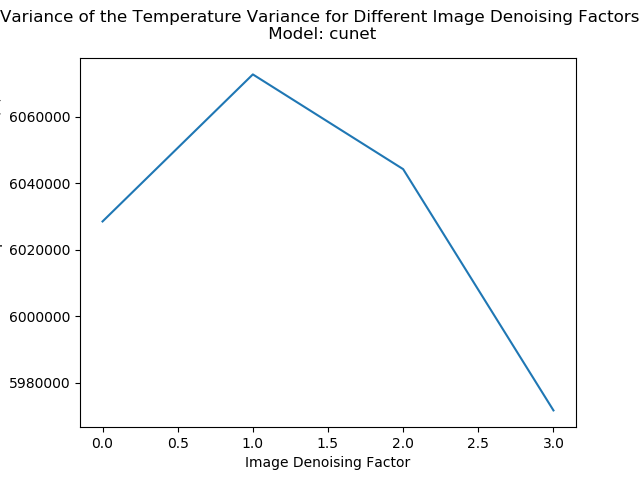 Variance of the Temperature Variance for Different Image Denoising Factors
Model: cunet
6060000
6040000
6020000
6000000
5980000
0.0 0.5 1.0 1.5 2.0 2.5 3.0
Image Denoising Factor